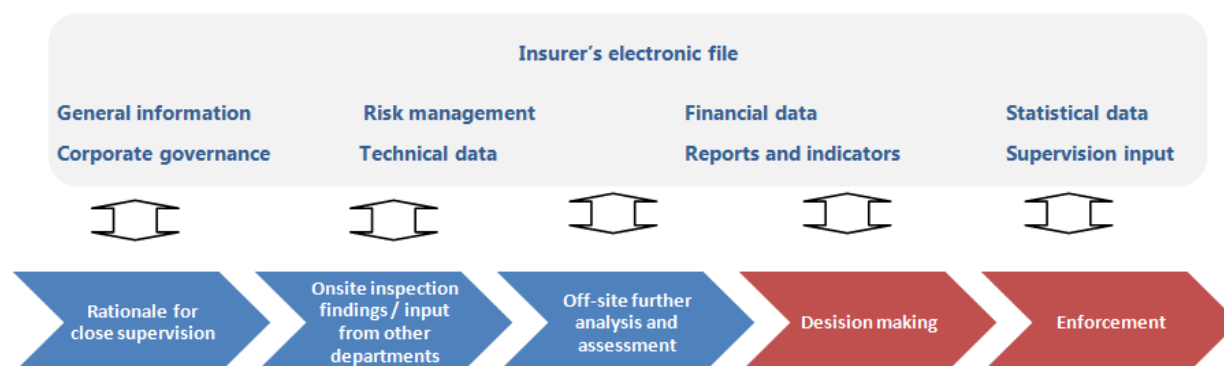 Insurer's electronic file
General information Risk management Financial data Statistical data
Corporate governance Technical data Reports and indicators Supervision input
Rationale for
close supervision
Onsite inspection
findings / input
from other
departments
Off-site further
analysis and
assessment
Desision making
Enforcement